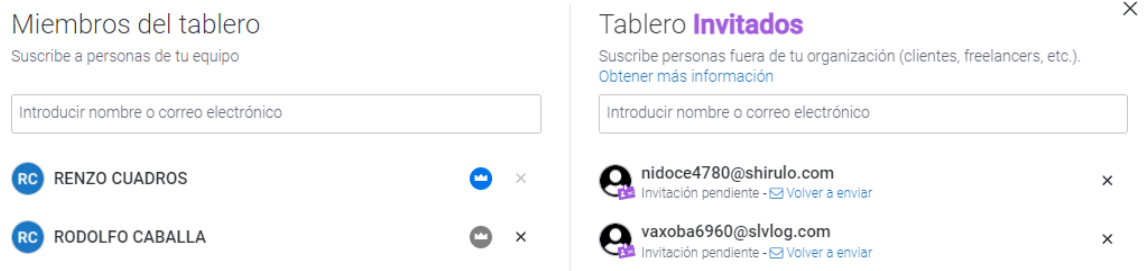 Miembros del tablero
Suscribe a personas de tu equipo
Introducir nombre o correo electrónico
RC RENZO CUADROS
RC RODOLFO CABALLA
Tablero Invitados
Suscribe personas fuera de tu organización (clientes, freelancers, etc.).
Obtener más información
Introducir nombre o correo electrónico
nidoce4780@shirulo.com
Invitación pendiente - Volver a enviar
vaxoba6960@slvlog.com
Invitación pendiente - Volver a enviar